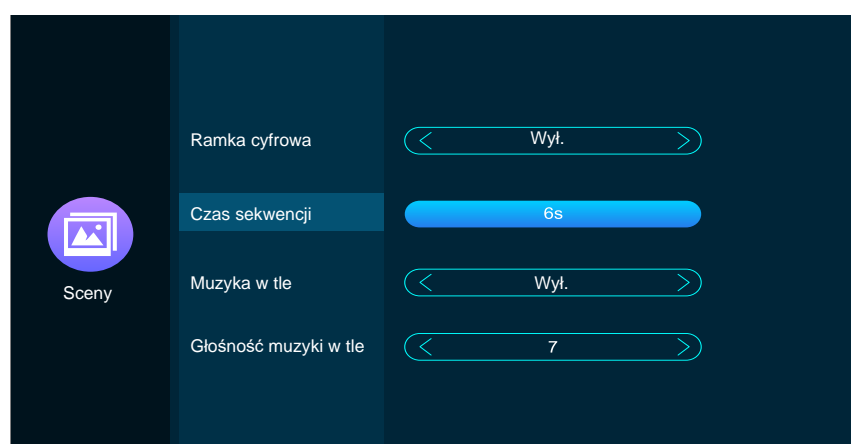 Ramka cyfrowa
Wył.
Czas sekwencji
6s
Sceny
Muzyka w tle
Wył.
Głośność muzyki w tle
7